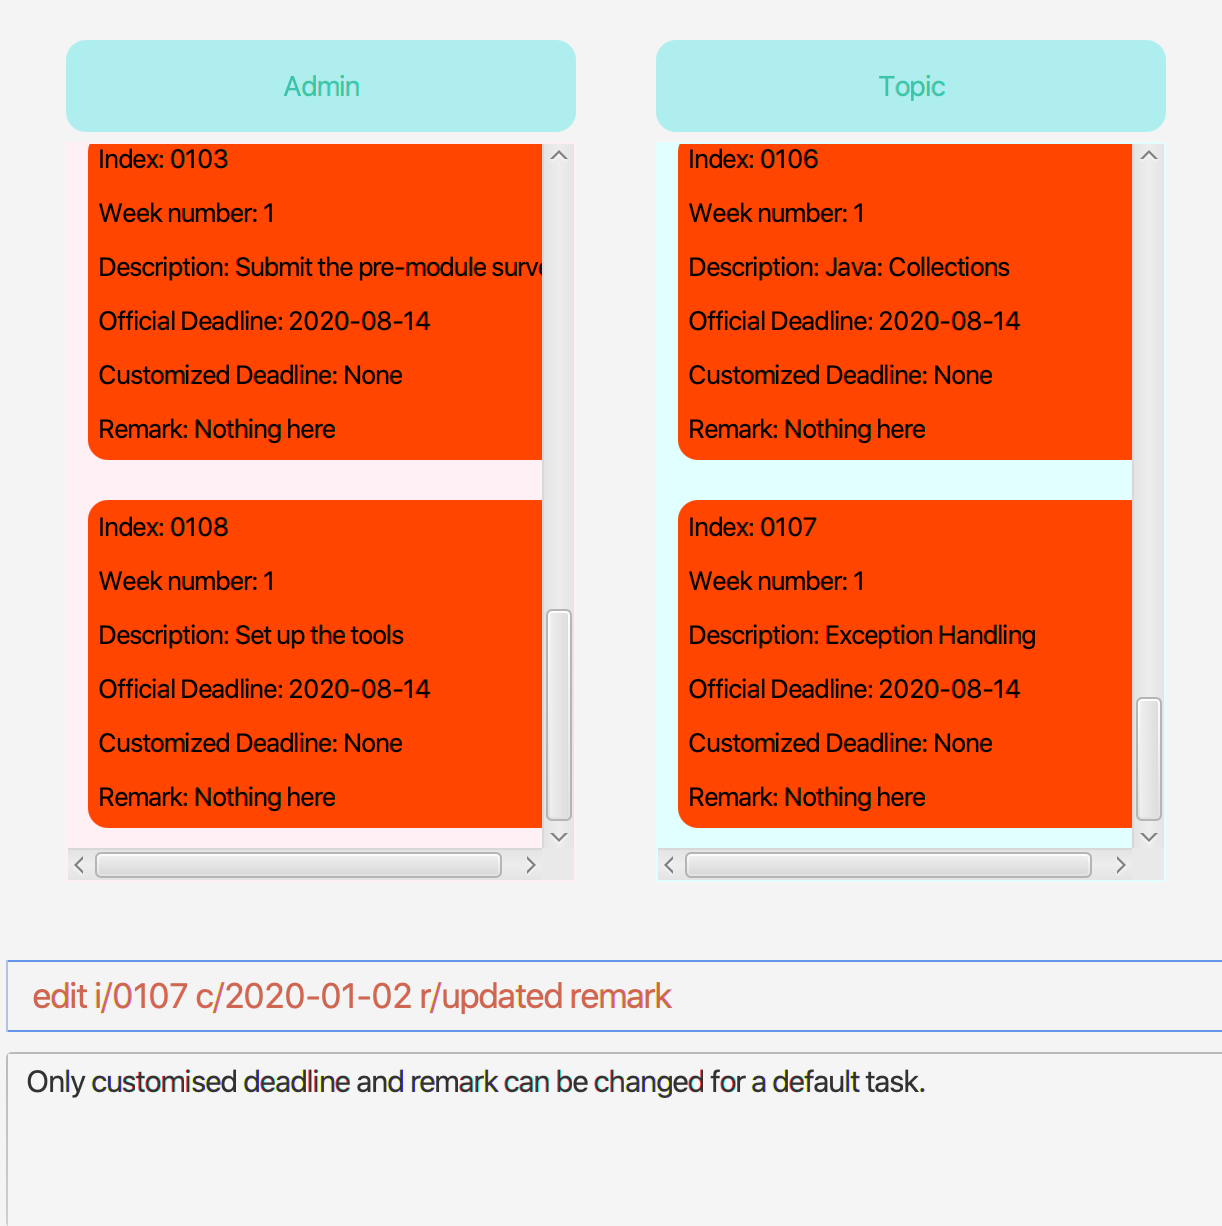 Admin
Index: 0103
Week number: 1
Description: Submit the pre-module
Official Deadline: 2020-08-14
Customized Deadline: None
Remark: Nothing here
Index: 0108
Week number: 1
Description: Set up the tools
Official Deadline: 2020-08-14
Customized Deadline: None
Remark: Nothing here
Topic
Index: 0106
Week number: 1
Description: Java: Collections
Official Deadline: 2020-08-14
Customized Deadline: None
Remark: Nothing here
Index: 0107
Week number: 1
Description: Exception Handling
Official Deadline: 2020-08-14
Customized Deadline: None
Remark: Nothing here
edit i/0107 c/2020-01-02 r/updated remark
Only customised deadline and remark can be changed for a default task.